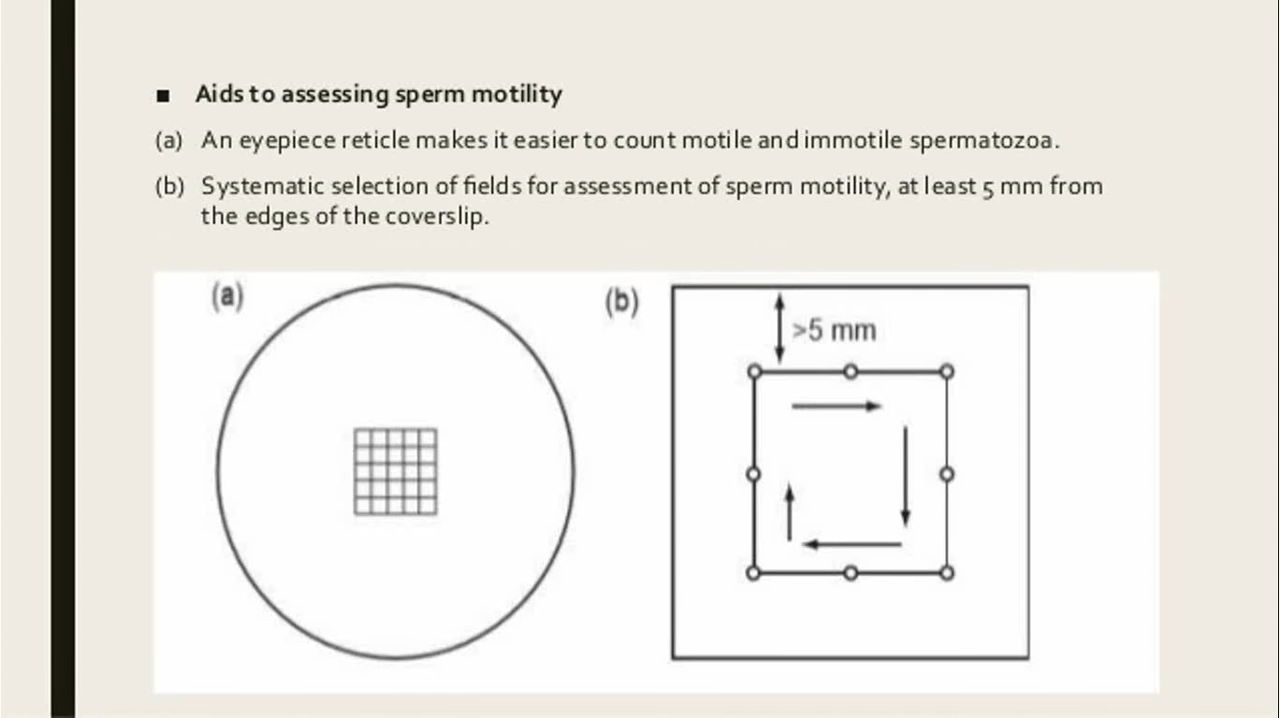 Aids to assessing sperm motility
(a) An eyepiece reticle makes it easier to count motile and immotile spermatozoa.
(b) Systematic selection of fields for assessment of sperm motility, at least 5 mm from
the edges of the coverslip.
(a)
(b)
>5 mm